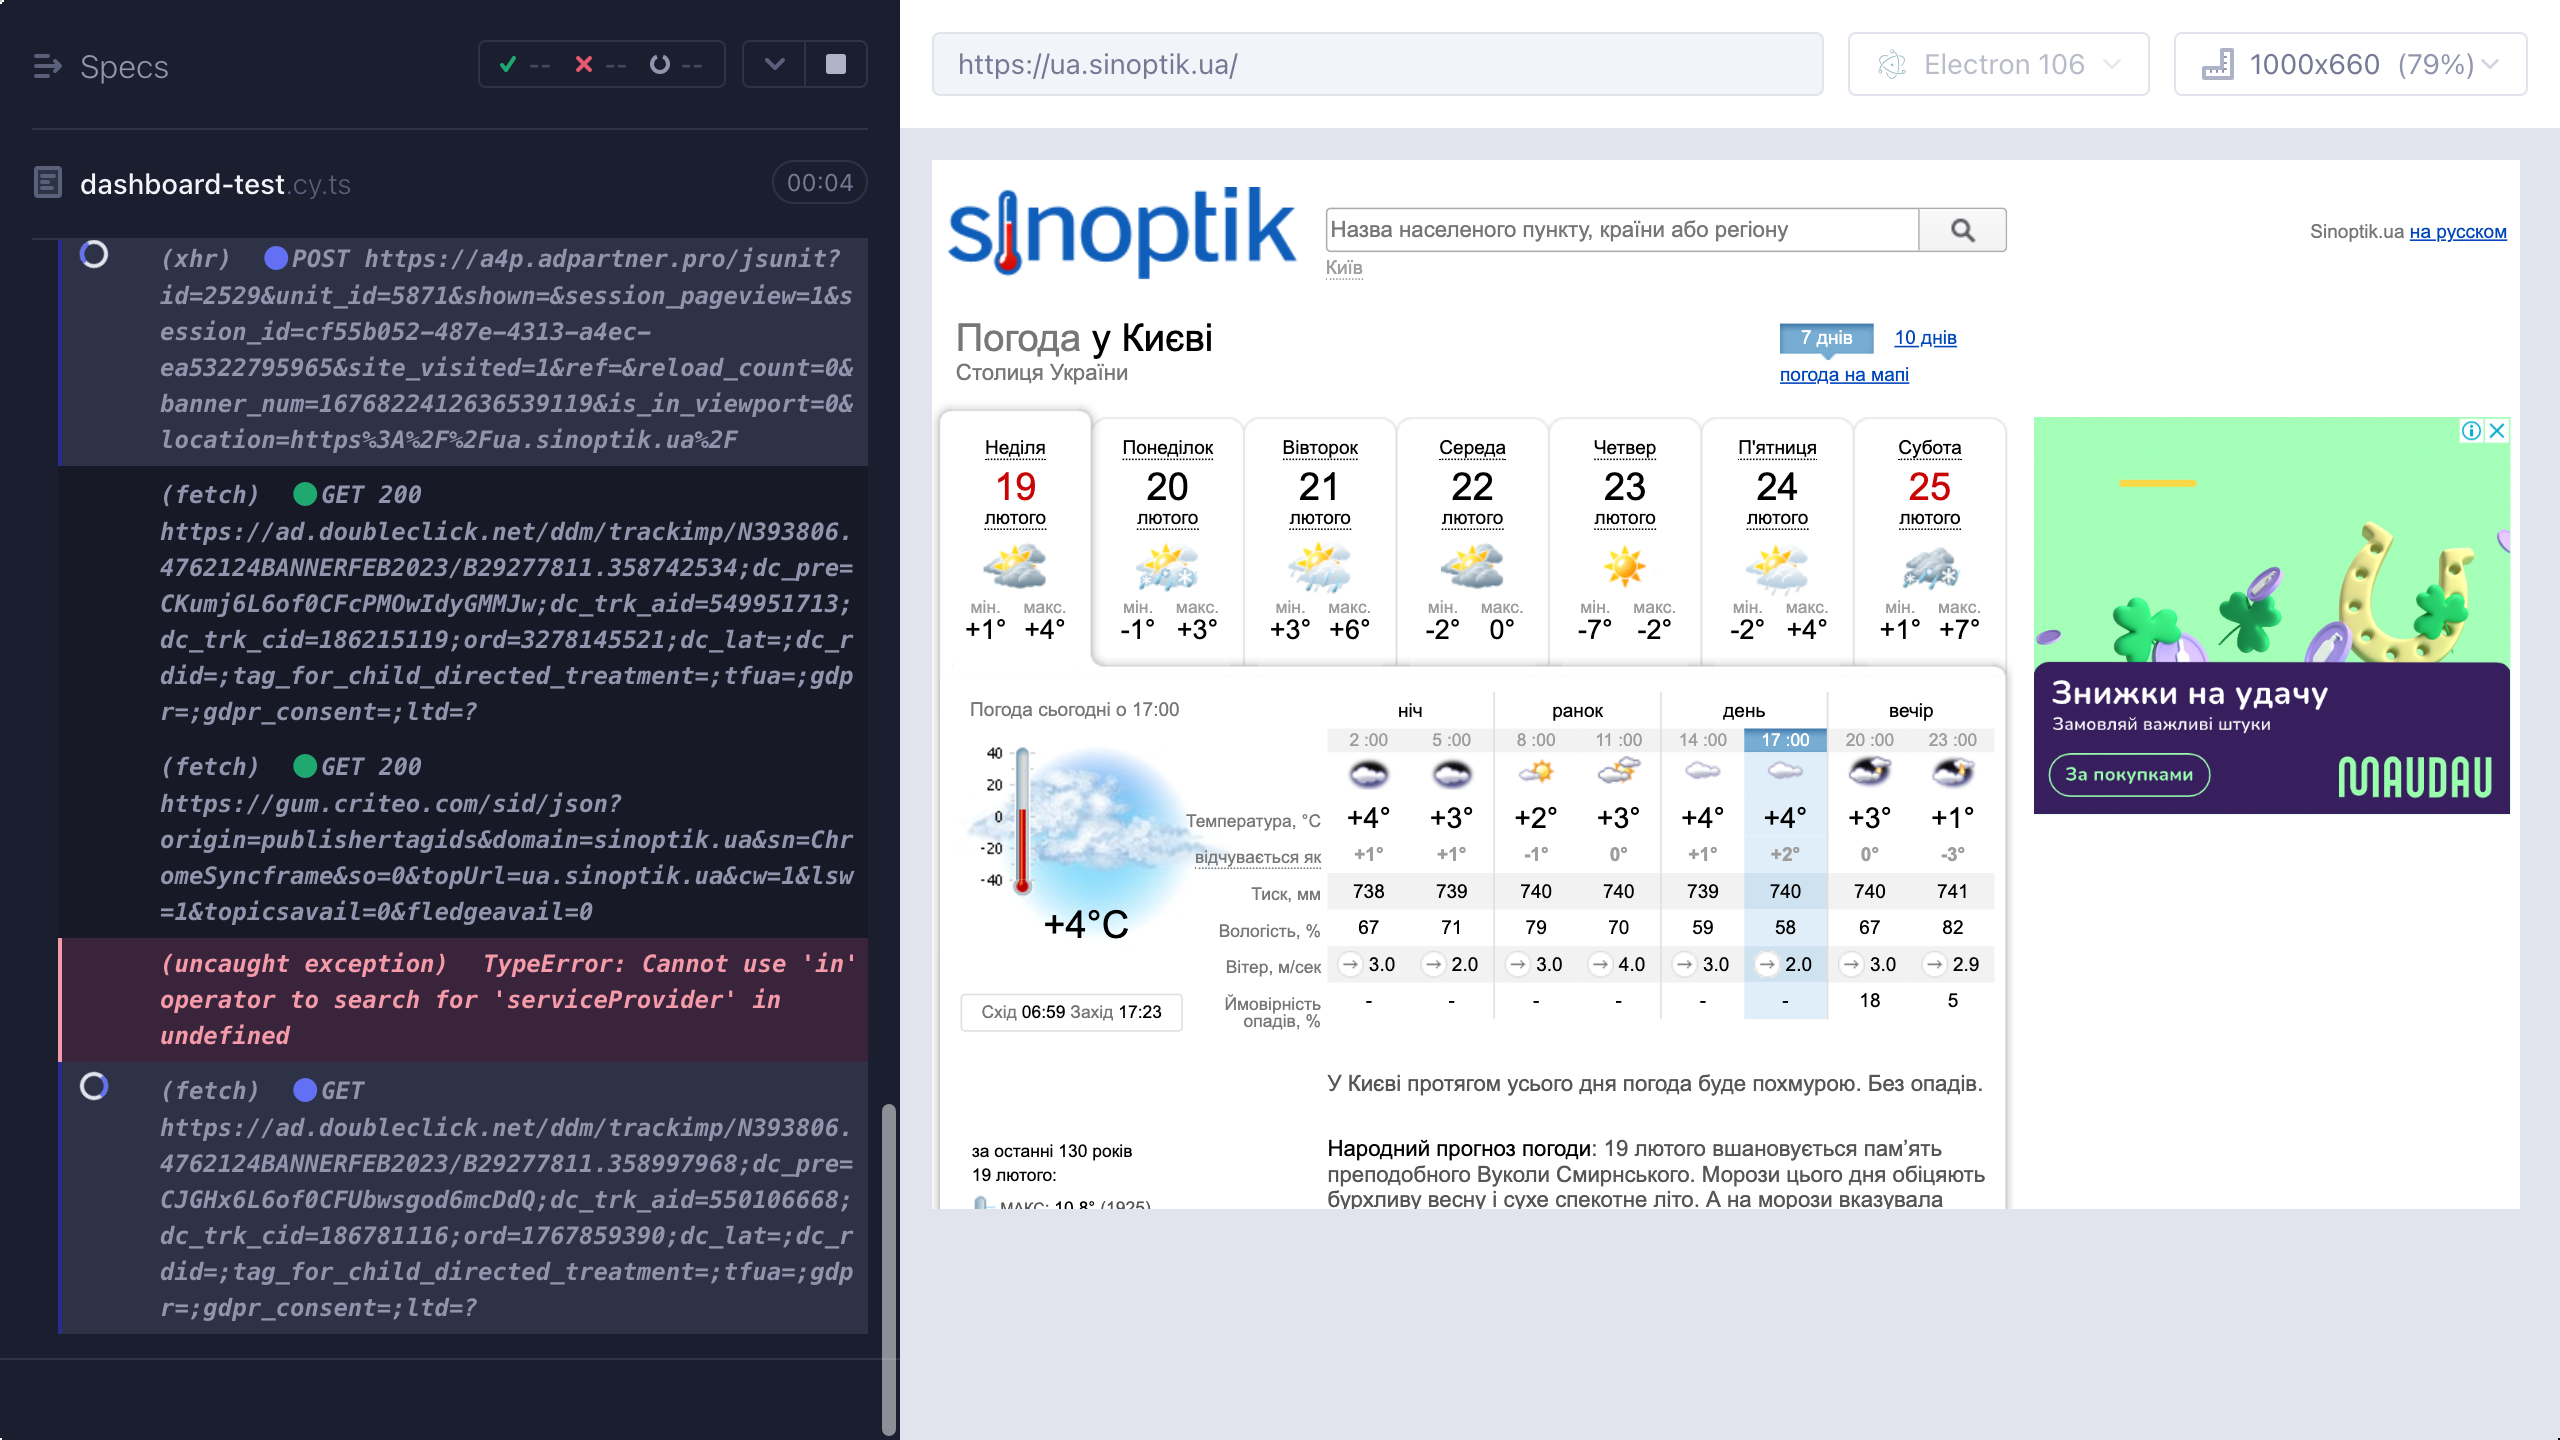 Specs
-- -- --
https://ua.sinoptik.ua/
Electron 106
1000x660 (79%)
dashboard-test.cy.ts
00:04
(xhr) POST https://a4p.adpartner.pro/jsunit?
id=2529&unit_id=5871&shown=&session_pageview=1&s
ession_id=cf55b052-487e-4313-a4ec-
ea5322795965&site_visited=1&ref=&reload_count=0&
banner_num=1676822412636539119&is_in_viewport=0&
location=https%3A%2F%2Fua.sinoptik.ua%2F
(fetch) GET 200
https://ad.doubleclick.net/ddm/trackimp/N393806.
4762124BANNERFEB2023/B29277811.358742534;dc_pre=
CKumj6L6of0CFcPMOwIdyGMMJw;dc_trk_aid=549951713;
dc_trk_cid=186215119;ord=3278145521;dc_lat=;dc_r
did=;tag_for_child_directed_treatment=;tfua=;gdp
r=;gdpr_consent=;ltd=?
(fetch) GET 200
https://gum.criteo.com/sid/json?
origin=publishertagids&domain=sinoptik.ua&sn=Chr
omeSyncframe&so=0&topUrl=ua.sinoptik.ua&cw=1&lsw
=1&topicsavail=0&fledgeavail=0
(uncaught exception) TypeError: Cannot use 'in'
operator to search for 'serviceProvider' in
undefined
(fetch) GET
https://ad.doubleclick.net/ddm/trackimp/N393806.
4762124BANNERFEB2023/B29277811.358997968;dc_pre=
CJGHx6L6of0CFUbwsgod6mcDdQ;dc_trk_aid=550106668;
dc_trk_cid=186781116;ord=1767859390;dc_lat=;dc_r
did=;tag_for_child_directed_treatment=;tfua=;gdp
r=;gdpr_consent=;ltd=?
sinoptik
Назва населеного пункту, країни або регіону
Київ
Sinoptik.ua на русском
Погода у Києві
Столиця України
7 днів 10 днів
погода на мапі
Неділя Понеділок Вівторок Середа Четвер П'ятниця Субота
19 20 21 22 23 24 25
лютого лютого лютого лютого лютого лютого лютого
мін. макс. мін. макс. мін. макс. мін. макс. мін. макс. мін. макс. мін. макс.
+1° +4° -1° +3° +3° +6° -2° 0° -7° -2° -2° +4° +1° +7°
Погода сьогодні о 17:00
40
20
0
-20
-40
+4°C
Схід 06:59 Захід 17:23
ніч ранок день вечір
2 :00 5 :00 8 :00 11 :00 14 :00 17 :00 20 :00 23 :00
Температура, °C +4° +3° +2° +3° +4° +4° +3° +1°
відчувається як +1° +1° -1° 0° +1° +2° 0° -3°
Тиск, мм 738 739 740 740 739 740 740 741
Вологість, % 67 71 79 70 59 58 67 82
Вітер, м/сек 3.0 2.0 3.0 4.0 3.0 2.0 3.0 2.9
Ймовірність
опадів, % - - - - - - 18 5
У Києві протягом усього дня погода буде похмурою. Без опадів.
за останні 130 років
19 лютого:
макс: 10.8° (1925)
Народний прогноз погоди: 19 лютого вшановується пам’ять
преподобного Вуколи Смирнського. Морози цього дня обіцяють
бурхливу весну і сухе спекотне літо. А на морози вказувала
Знижки на удачу
Замовляй важливі штуки
За покупками
MAUDAU